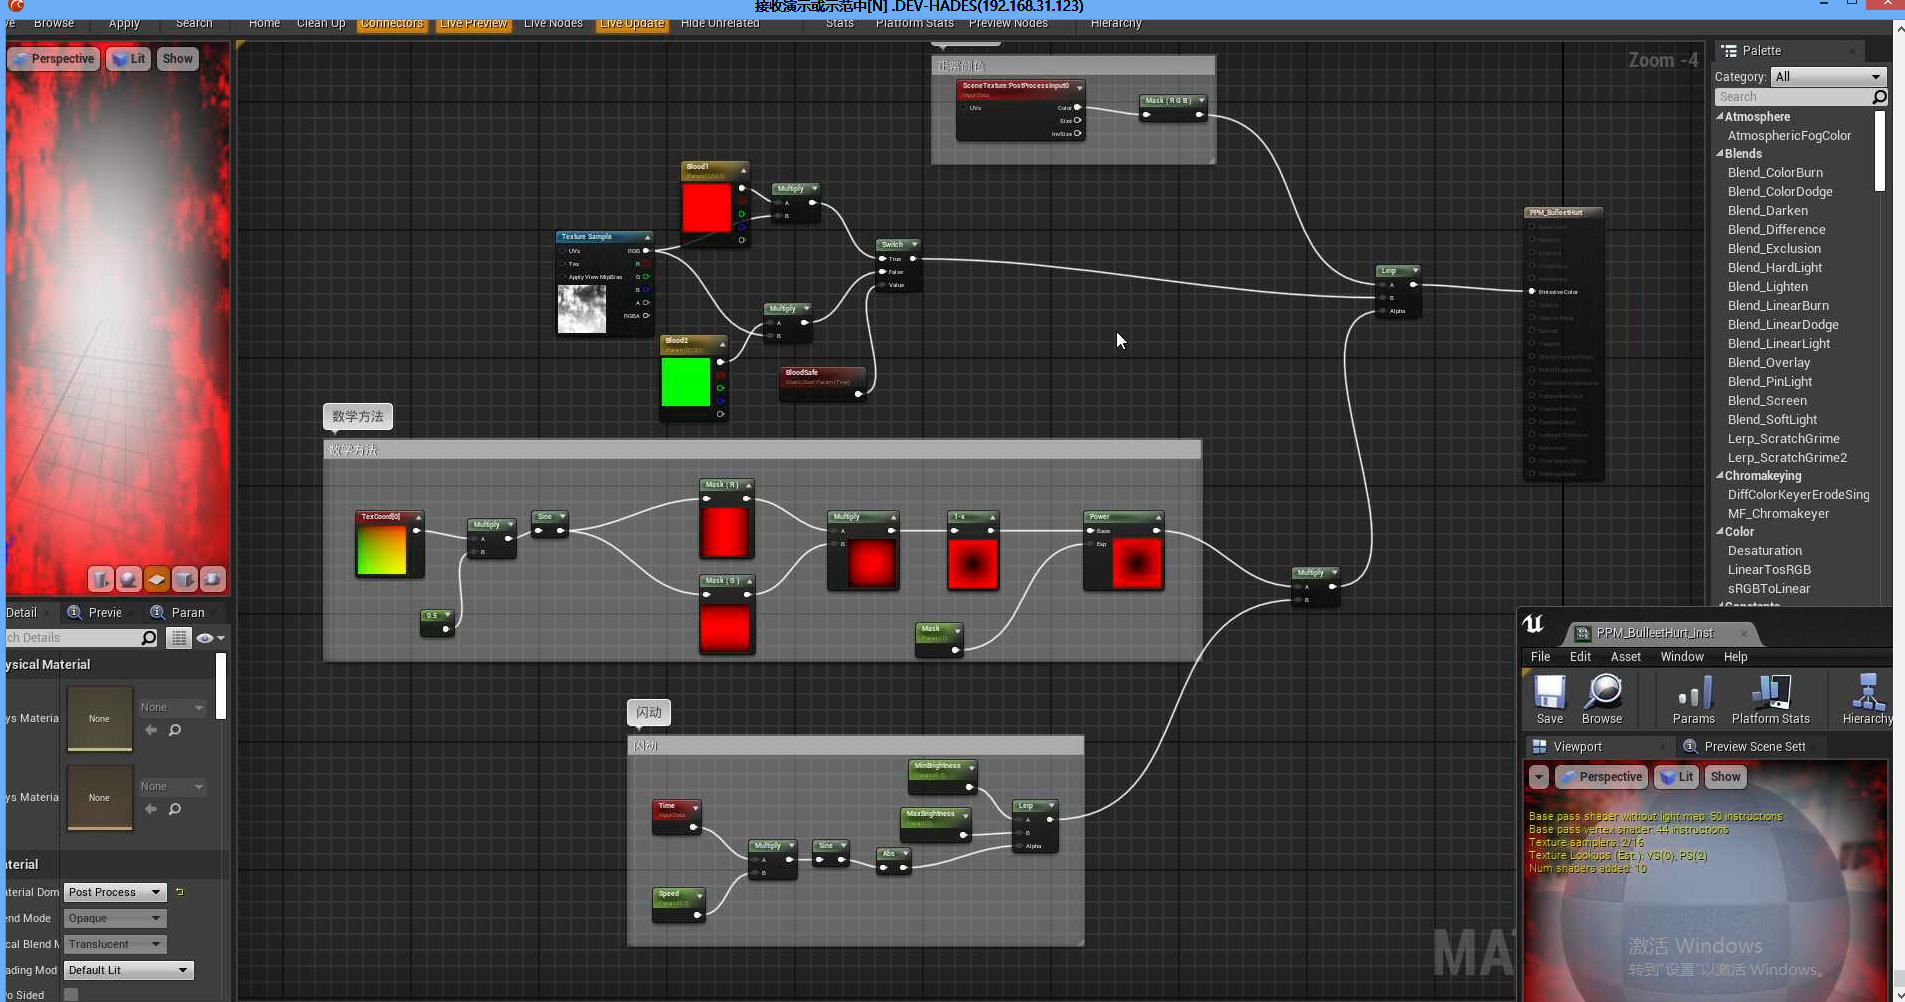 接收演示或示范中[N] .DEV-HADES(192.168.31.123)
Browse Apply Search Home Clean Up Connectors Live Preview Live Nodes Live Update Hide Unrelated Stats Platform Stats Preview Nodes Hierarchy
Perspective Lit Show
Zoom -4
Palette
Category: All
Search
Atmosphere
AtmosphericFogColor
Blends
Blend_ColorBurn
Blend_ColorDodge
Blend_Darken
Blend_Difference
Blend_Exclusion
Blend_HardLight
Blend_Lighten
Blend_LinearBurn
Blend_LinearDodge
Blend_LinearLight
Blend_Overlay
Blend_PinLight
Blend_Screen
Blend_SoftLight
Lerp_ScratchGrime
Lerp_ScratchGrime2
Chromakeying
DiffColorKeyerErodeSing
MF_Chromakeyer
Color
Desaturation
LinearTosRGB
sRGBToLinear
Constants
SceneTexture:PostProcessInput0
Input Data
UVs Color
Size
InvSize
Mask ( R G B )
Blood1
Multiply
A
B
Texture Sample
UVs RGB
Tex R
Apply View MipBias G
B
A
RGBA
Switch
True
False
Value
Multiply
A
B
Blood2
BloodSafe
Lerp
A
B
Alpha
PPM_BulleetHurt
Emissive Color
数学方法
数学方法
TexCoord[0]
Multiply
A
B
0.5
Sine
Mask ( R )
Mask ( G )
Multiply
A
B
1-x
Power
Base
Exp
Mask
Multiply
A
B
闪动
闪动
Time
Input Data
Speed
Multiply
A
B
Sine
Abs
MinBrightness
MaxBrightness
Lerp
A
B
Alpha
Detail Previe Param
ch Details
ysical Material
ys Materia None None
ys Materia None None
terial
terial Dom Post Process
end Mode Opaque
cal Blend M Translucent
ading Mod Default Lit
o Sided
PPM_BulleetHurt_Inst
File Edit Asset Window Help
Save Browse Params Platform Stats Hierarchy
Viewport Preview Scene Sett
Perspective Lit Show
Base pass shader without light map: 50 instructions
Base pass vertex shader: 44 instructions
Texture samplers: 2/16
Texture Lookups (Est.): VS(0), PS(2)
Num shaders added: 10
MA
激活 Windows
转到"设置"以激活 Windows。